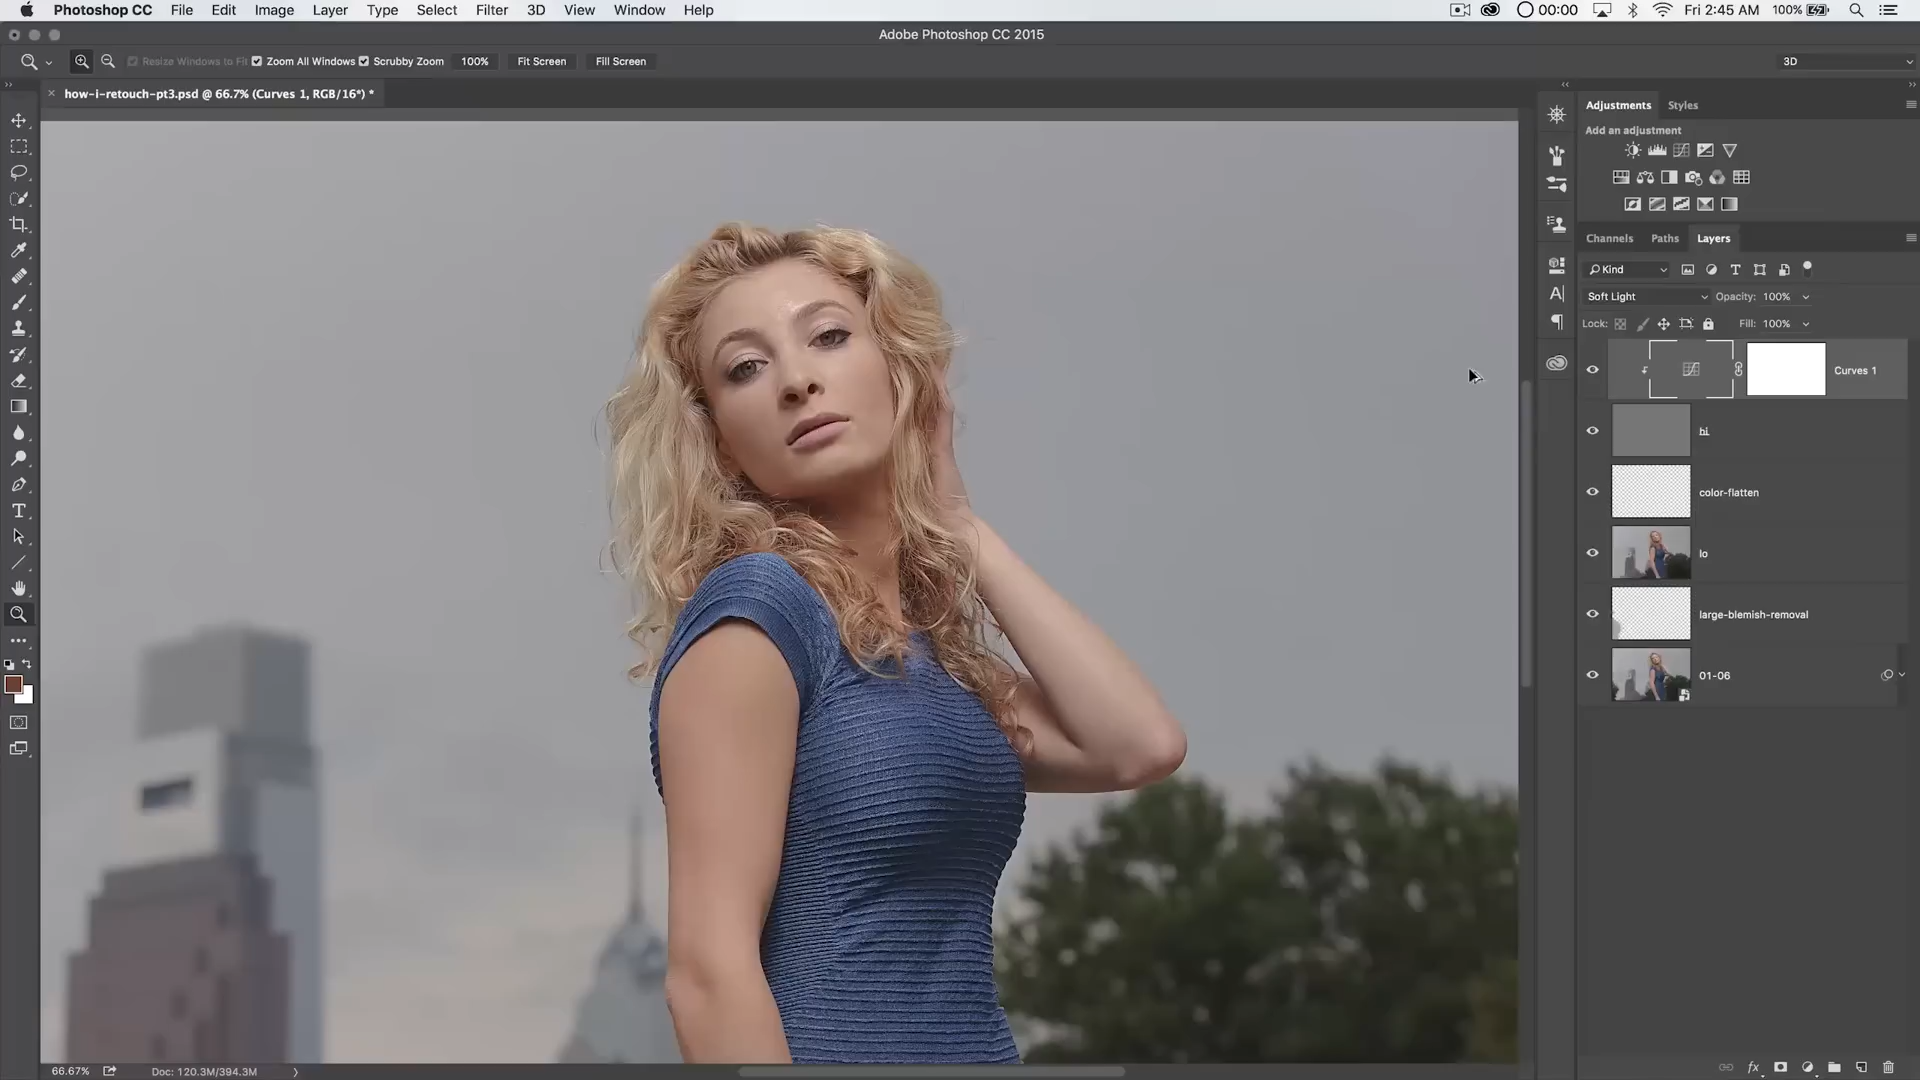 Photoshop CC File Edit Image Layer Type Select Filter 3D View Window Help 00:00 Fri 2:45 AM 100%
Adobe Photoshop CC 2015
Resize Windows to Fit Zoom All Windows Scrubby Zoom 100% Fit Screen Fill Screen 3D
how-i-retouch-pt3.psd @ 66.7% (Curves 1, RGB/16*) *
Adjustments Styles
Add an adjustment
Channels Paths Layers
Kind
Soft Light Opacity: 100%
Lock: Fill: 100%
Curves 1
hi
color-flatten
lo
large-blemish-removal
01-06
66.67% Doc: 120.3M/394.3M